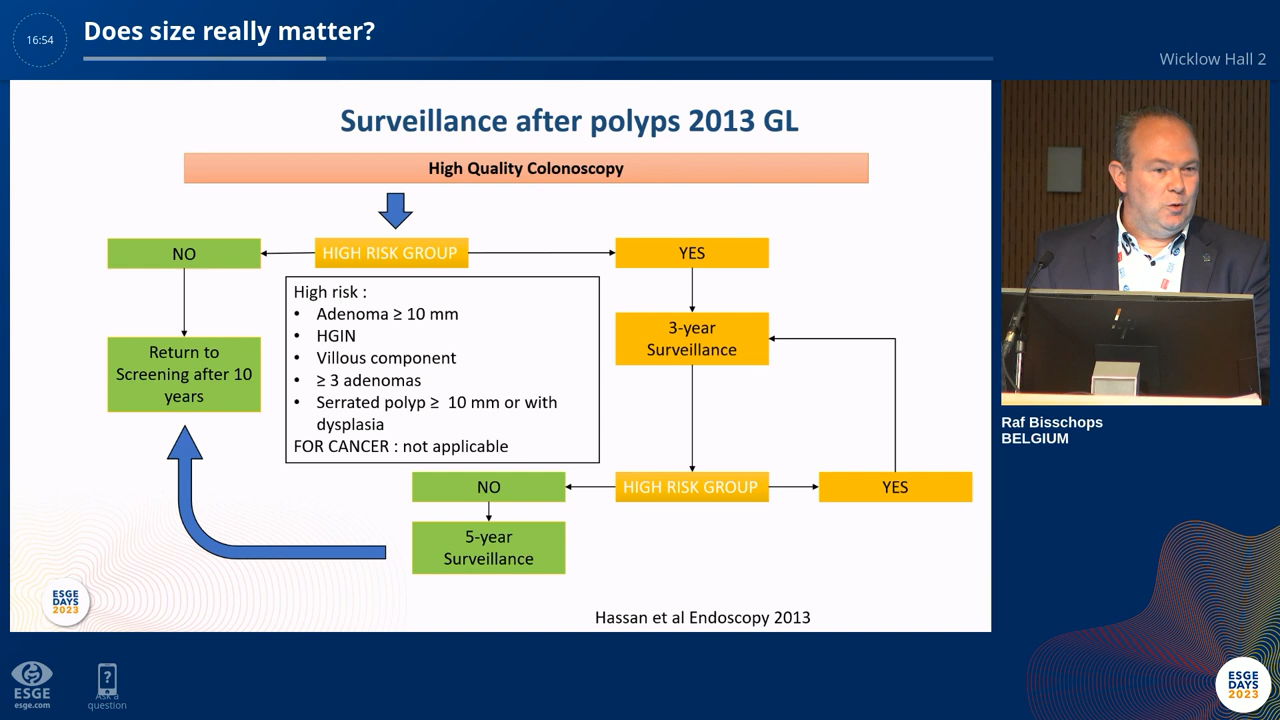 16:54
Does size really matter?
Wicklow Hall 2
Surveillance after polyps 2013 GL
High Quality Colonoscopy
NO
HIGH RISK GROUP
YES
High risk :
• Adenoma ≥ 10 mm
• HGIN
• Villous component
• ≥ 3 adenomas
• Serrated polyp ≥ 10 mm or with
dysplasia
FOR CANCER : not applicable
Return to
Screening after 10
years
3-year
Surveillance
NO
HIGH RISK GROUP
YES
5-year
Surveillance
Hassan et al Endoscopy 2013
ESGE
DAYS
2023
Raf Bisschops
BELGIUM
ESGE
esge.com
?
Ask a
question
ESGE
DAYS
2023